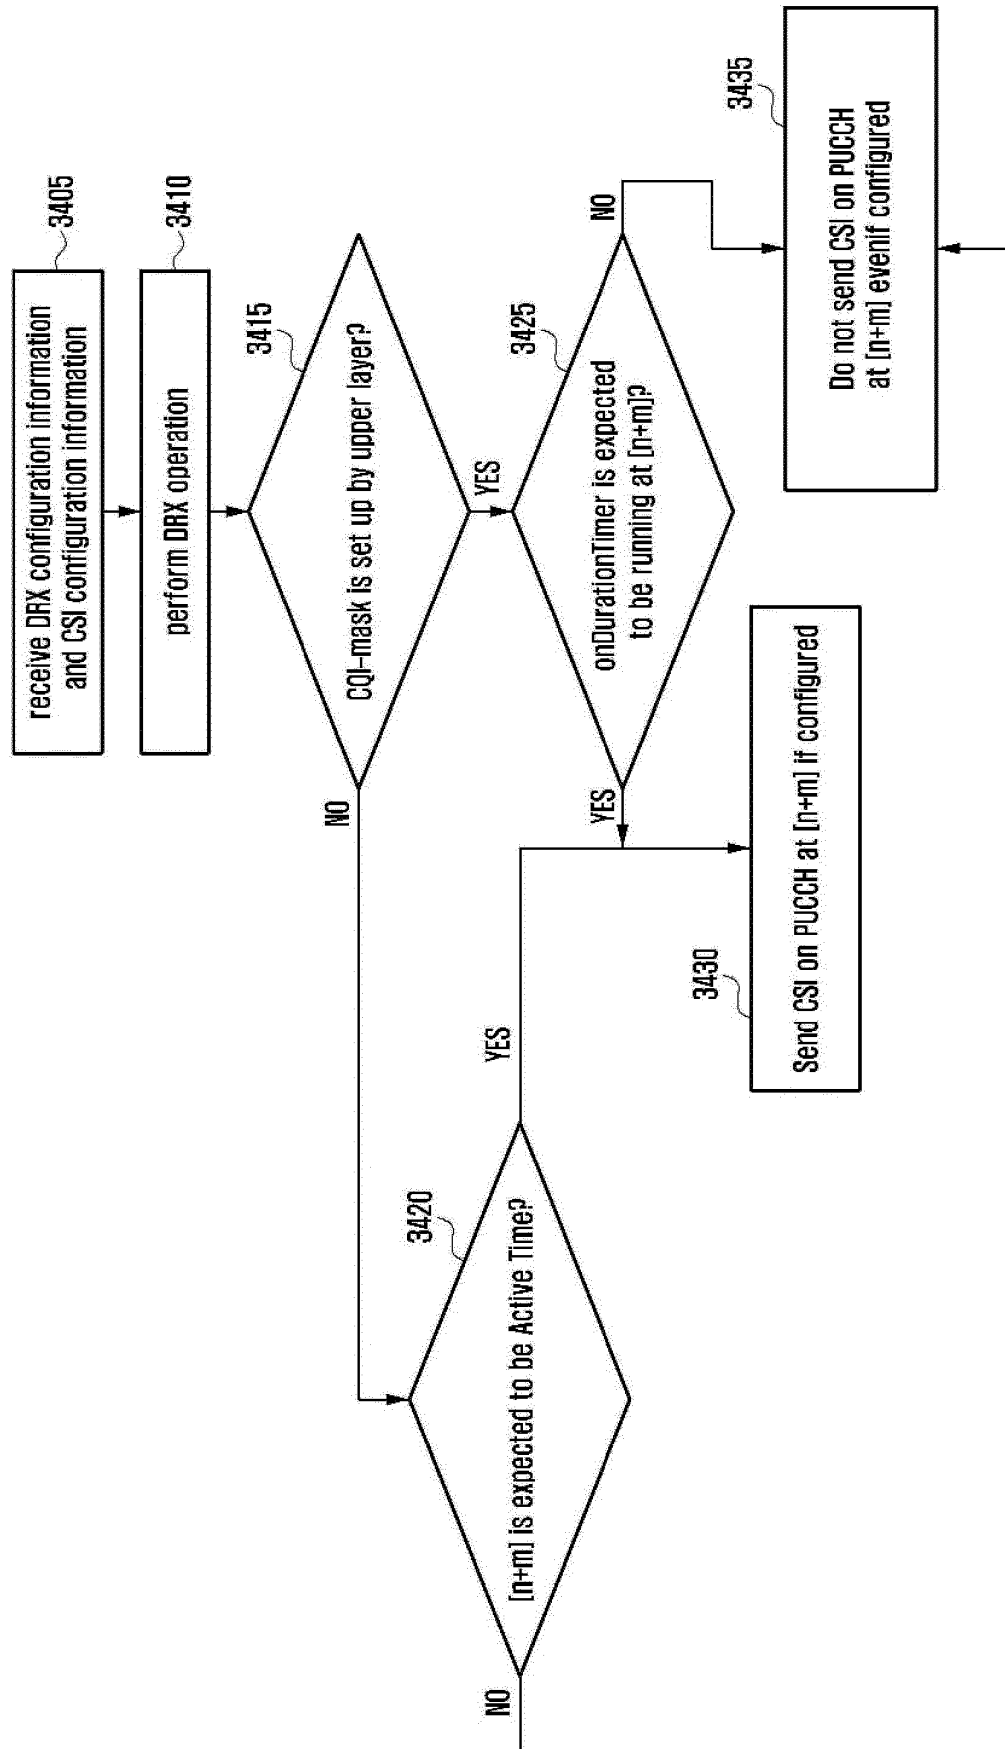 3405
receive DRX configuration information
and CSI configuration information
3410
perform DRX operation
3415
CQI-mask is set up by upper layer?
NO
YES
3420
[n+m] is expected to be Active Time?
NO
YES
3425
onDurationTimer is expected
to be running at [n+m]?
YES
NO
3430
Send CSI on PUCCH at [n+m] if configured
3435
Do not send CSI on PUCCH
at [n+m] evenif configured